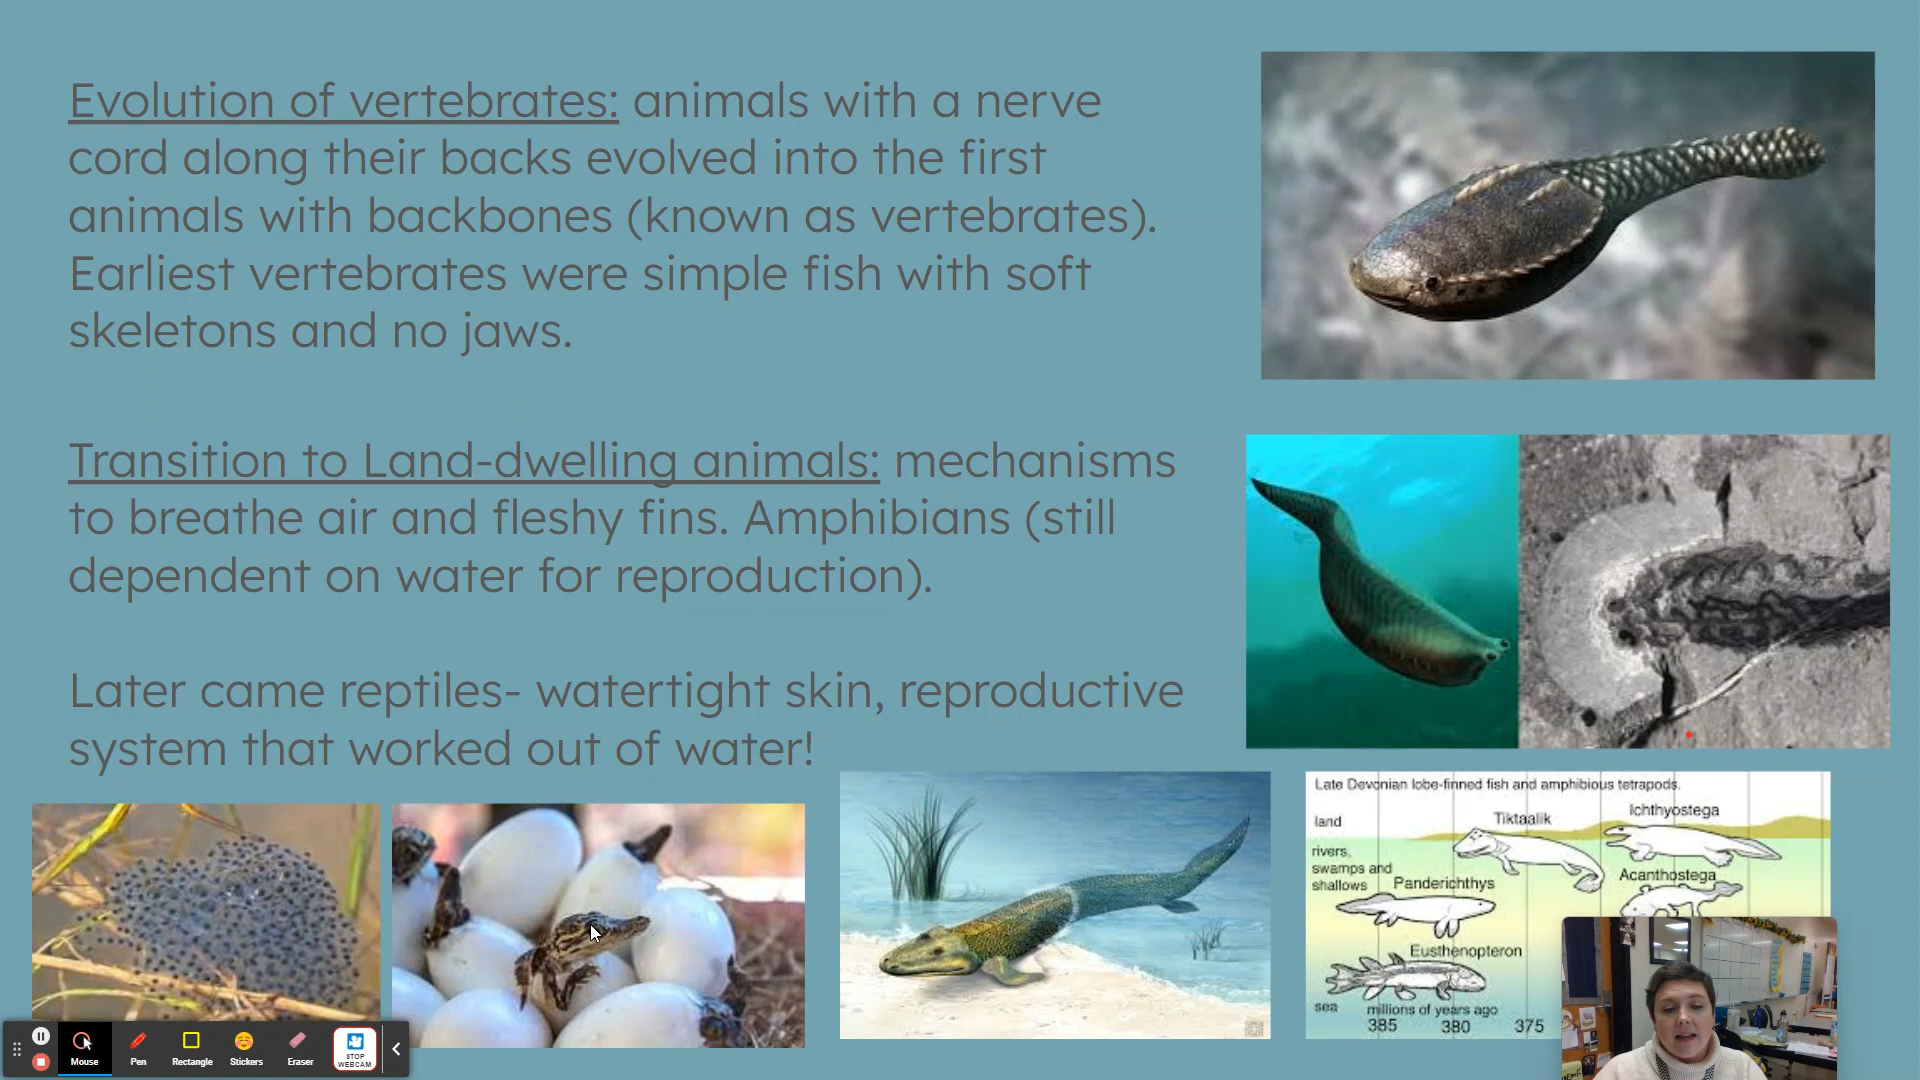 Evolution of vertebrates: animals with a nerve
cord along their backs evolved into the first
animals with backbones (known as vertebrates).
Earliest vertebrates were simple fish with soft
skeletons and no jaws.
Transition to Land-dwelling animals: mechanisms
to breathe air and fleshy fins. Amphibians (still
dependent on water for reproduction).
Later came reptiles- watertight skin, reproductive
system that worked out of water!
Late Devonian lobe-finned fish and amphibious tetrapods.
land
Tiktaalik
Ichthyostega
rivers,
swamps and
shallows
Panderichthys
Acanthostega
Eusthenopteron
sea
millions of years ago
385 380 375
Mouse
Pen
Rectangle
Stickers
Eraser
STOP
WEBCAM